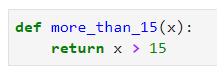 def more_than_15(x):
    return x > 15